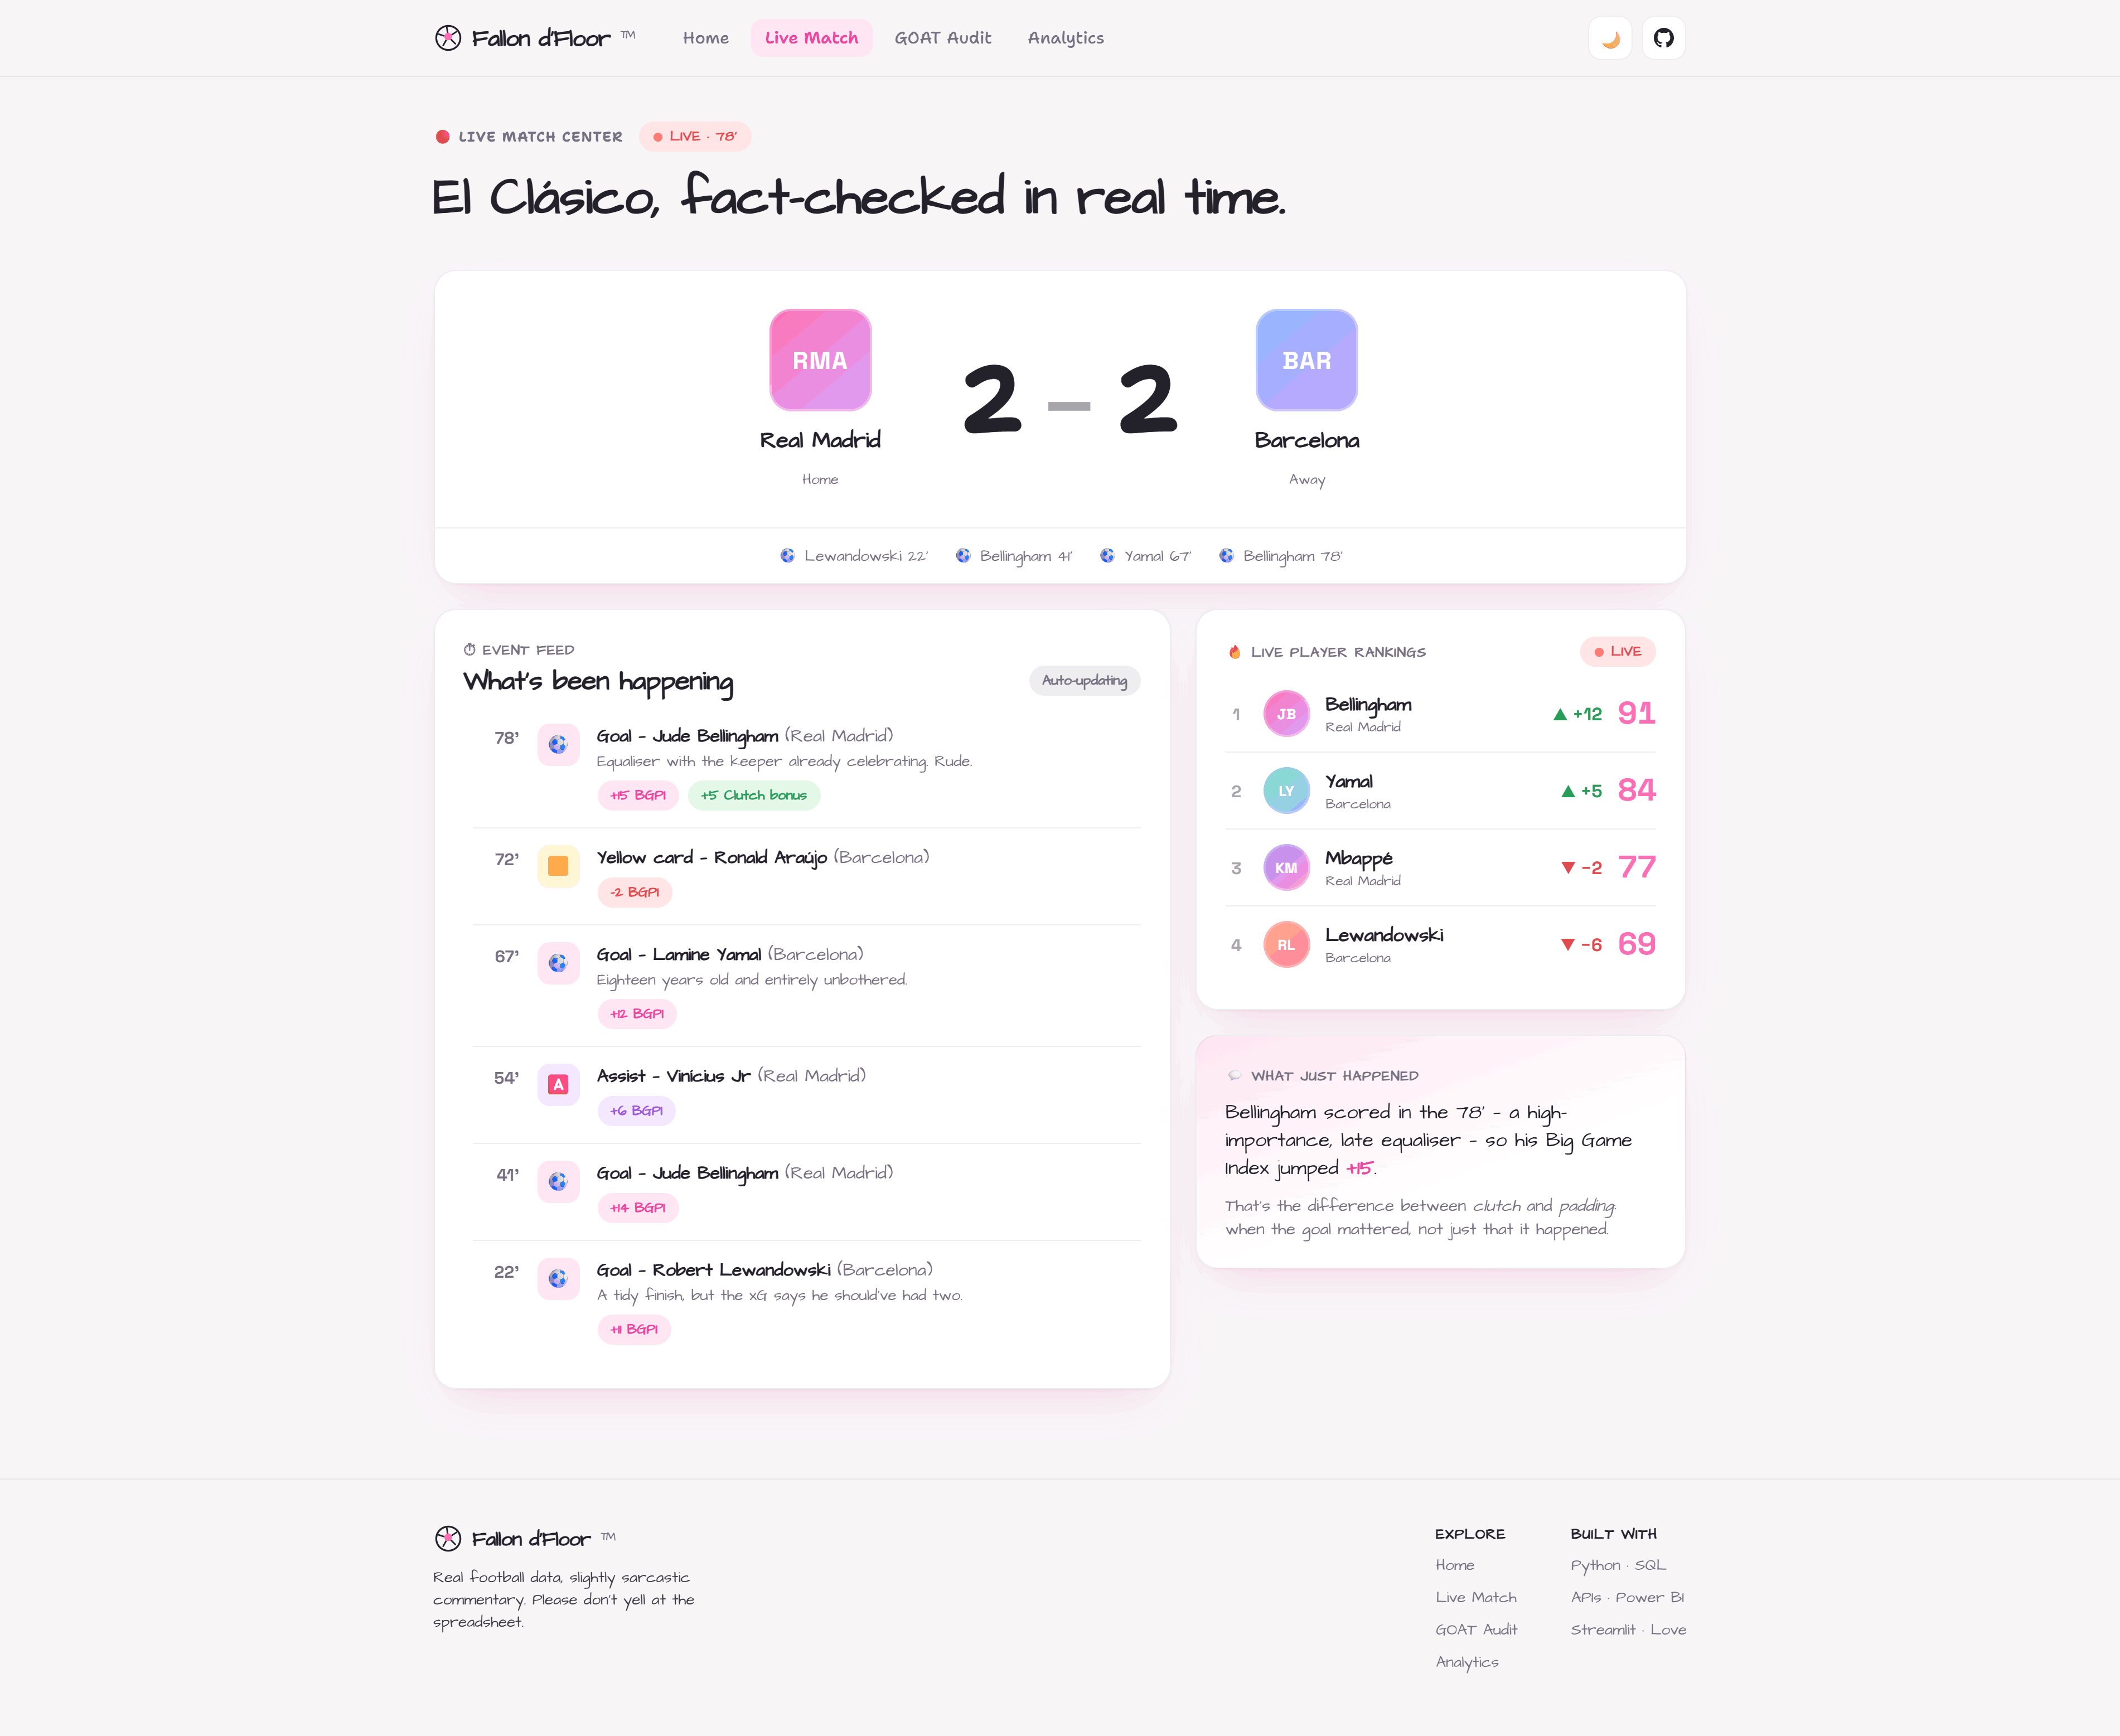 Fallon d'Floor ™
Home
Live Match
GOAT Audit
Analytics
LIVE MATCH CENTER
LIVE · 78'
El Clásico, fact-checked in real time.
RMA
2 – 2
BAR
Real Madrid
Barcelona
Home
Away
Lewandowski 22'
Bellingham 41'
Yamal 67'
Bellingham 78'
EVENT FEED
What's been happening
Auto-updating
78'
Goal – Jude Bellingham (Real Madrid)
Equaliser with the keeper already celebrating. Rude.
+15 BGPI
+5 Clutch bonus
72'
Yellow card – Ronald Araújo (Barcelona)
-2 BGPI
67'
Goal – Lamine Yamal (Barcelona)
Eighteen years old and entirely unbothered.
+12 BGPI
54'
A
Assist – Vinícius Jr (Real Madrid)
+6 BGPI
41'
Goal – Jude Bellingham (Real Madrid)
+14 BGPI
22'
Goal – Robert Lewandowski (Barcelona)
A tidy finish, but the xG says he should've had two.
+11 BGPI
LIVE PLAYER RANKINGS
LIVE
1
JB
Bellingham
Real Madrid
▲ +12
91
2
LY
Yamal
Barcelona
▲ +5
84
3
KM
Mbappé
Real Madrid
▼ -2
77
4
RL
Lewandowski
Barcelona
▼ -6
69
WHAT JUST HAPPENED
Bellingham scored in the 78' – a high-
importance, late equaliser – so his Big Game
Index jumped +15.
That's the difference between clutch and padding:
when the goal mattered, not just that it happened.
Fallon d'Floor ™
Real football data, slightly sarcastic
commentary. Please don't yell at the
spreadsheet.
EXPLORE
Home
Live Match
GOAT Audit
Analytics
BUILT WITH
Python · SQL
APIs · Power BI
Streamlit · Love